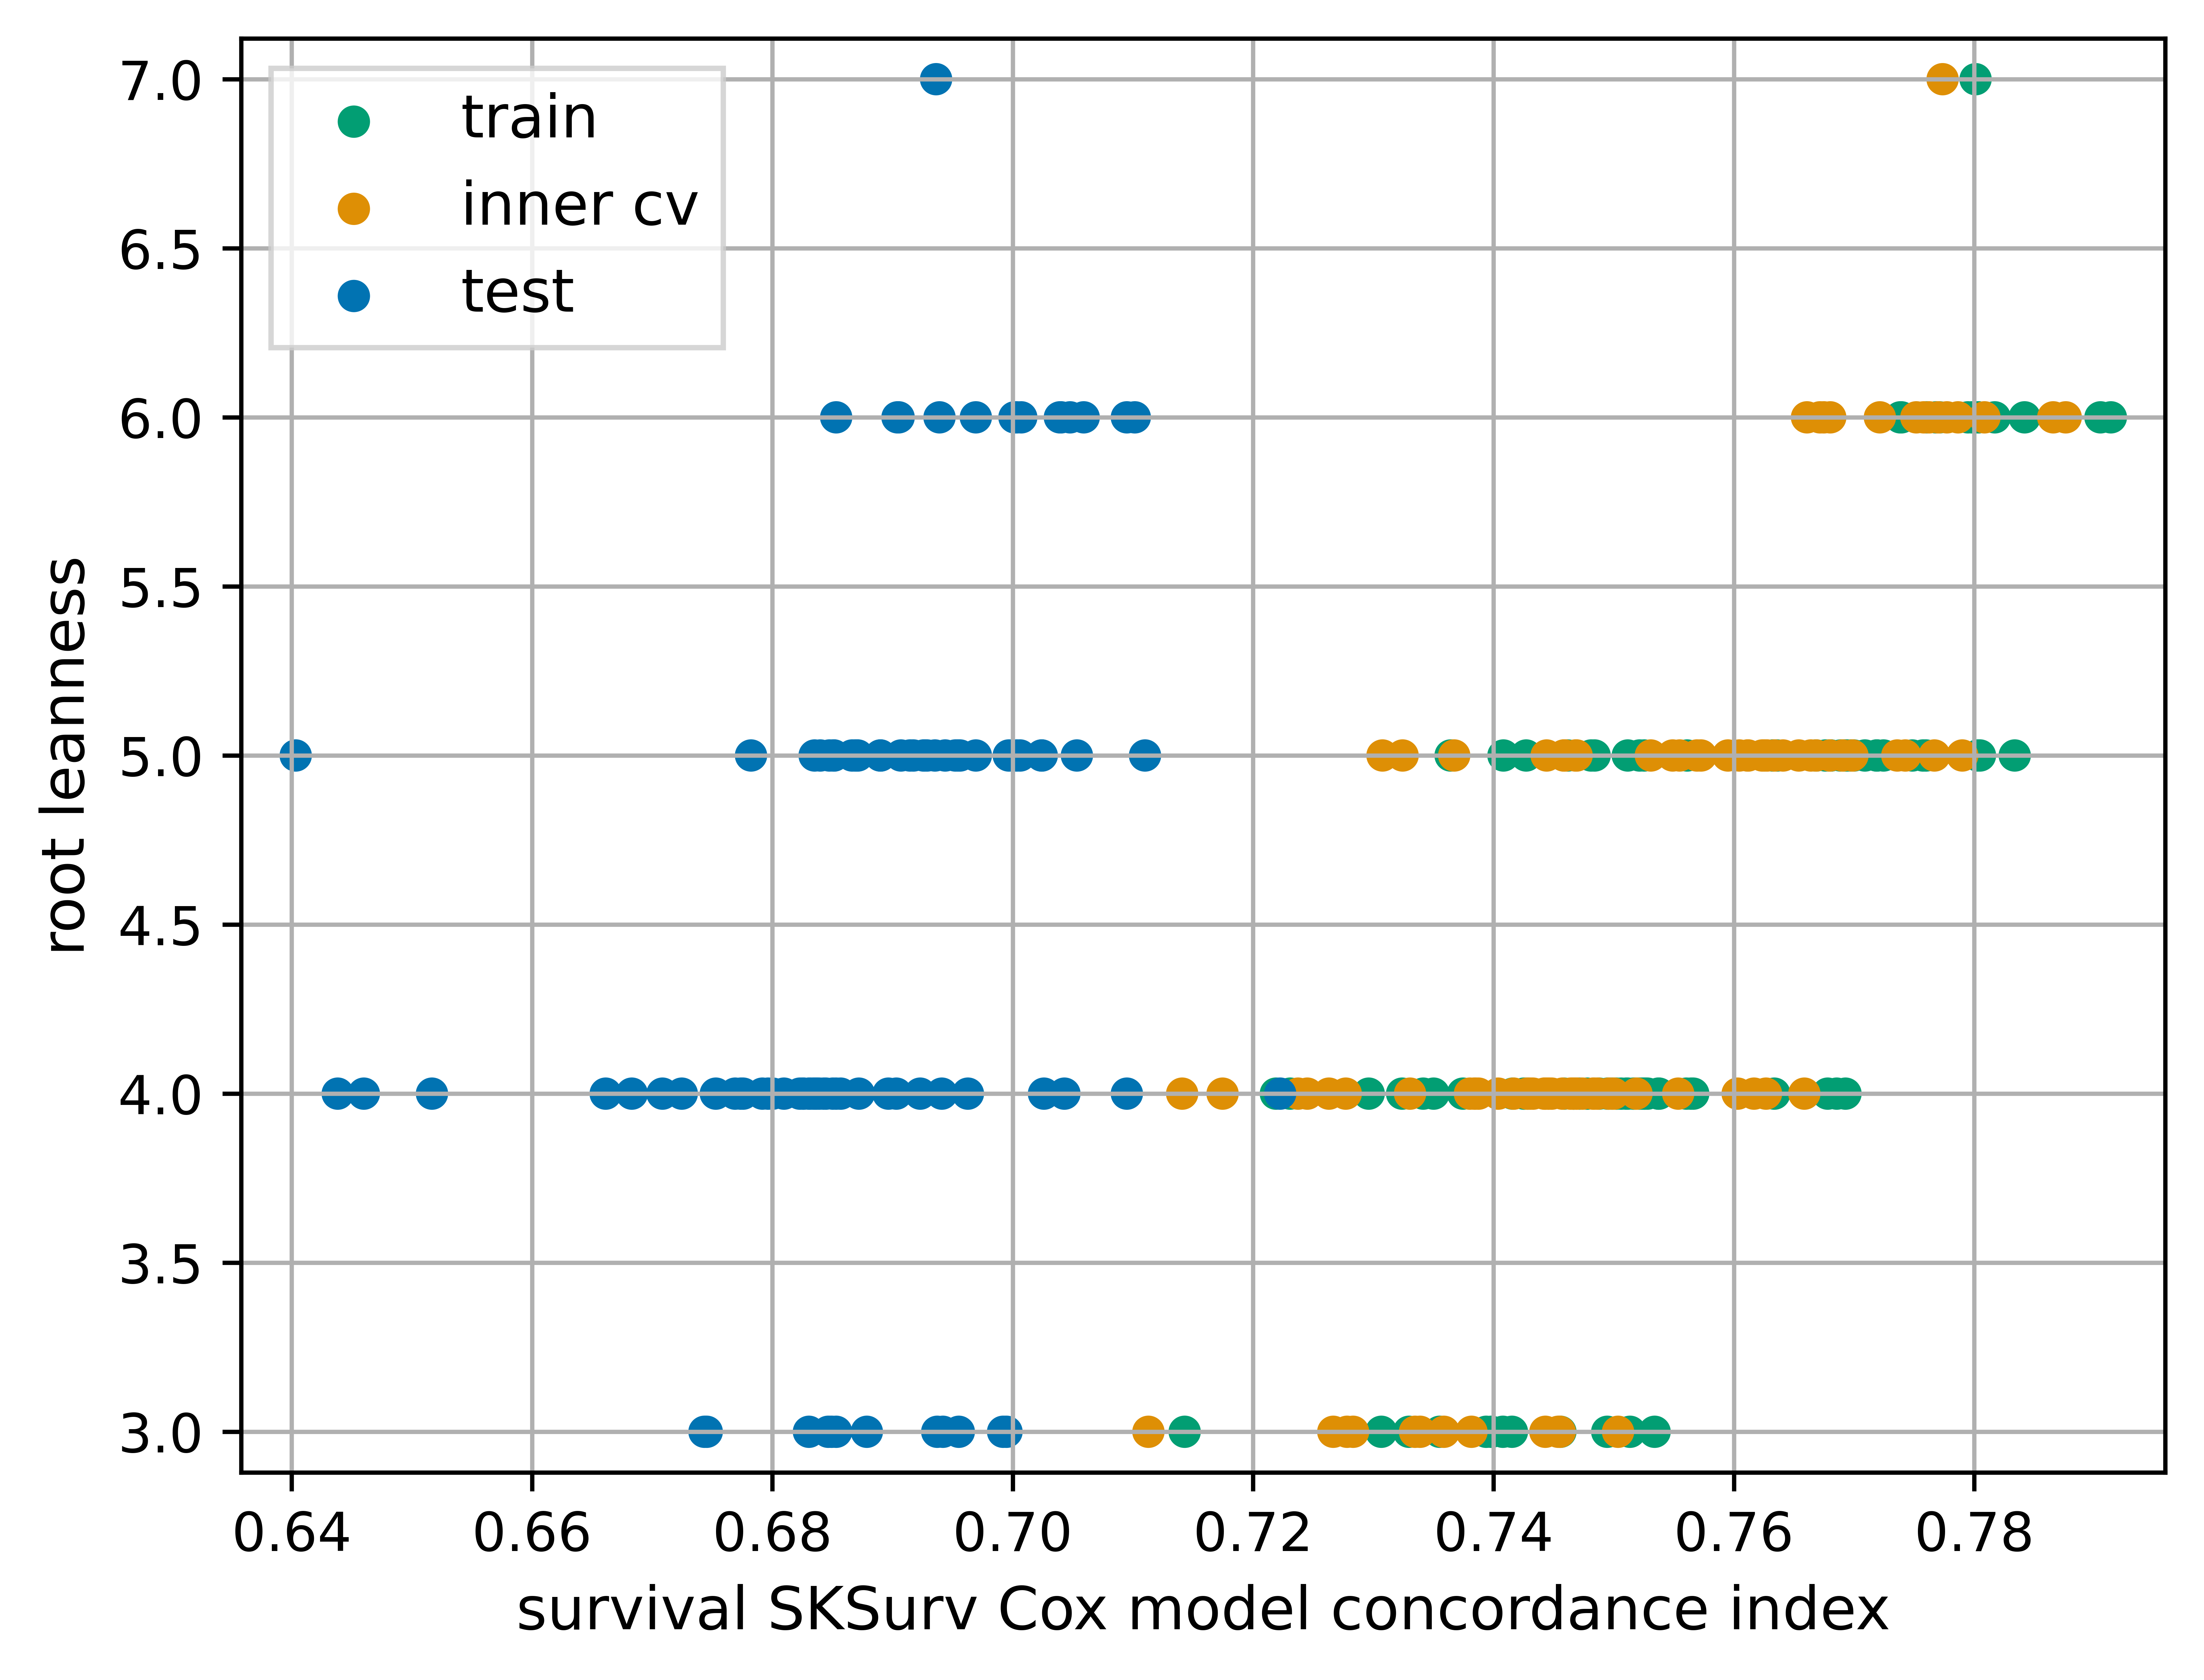 train
inner cv
test
root leanness
7.0
6.5
6.0
5.5
5.0
4.5
4.0
3.5
3.0
0.64 0.66 0.68 0.70 0.72 0.74 0.76 0.78
survival SKSurv Cox model concordance index